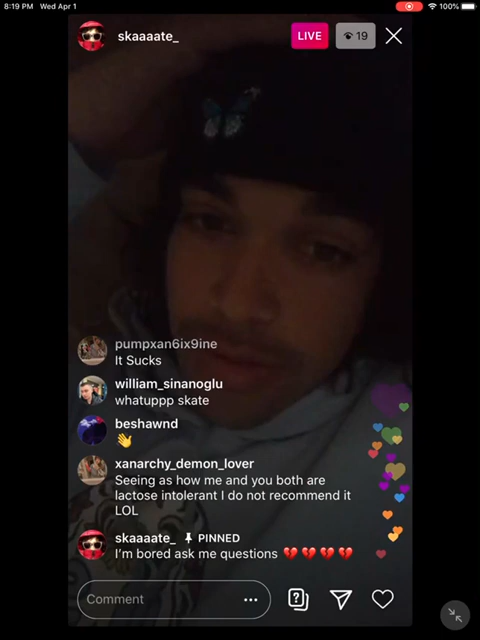 8:19 PM Wed Apr 1
100%
skaaaate_
LIVE
19
pumpxan6ix9ine
It Sucks
william_sinanoglu
whatuppp skate
beshawnd
👋
xanarchy_demon_lover
Seeing as how me and you both are
lactose intolerant I do not recommend it
LOL
skaaaate_ PINNED
I'm bored ask me questions 💔💔💔💔
Comment